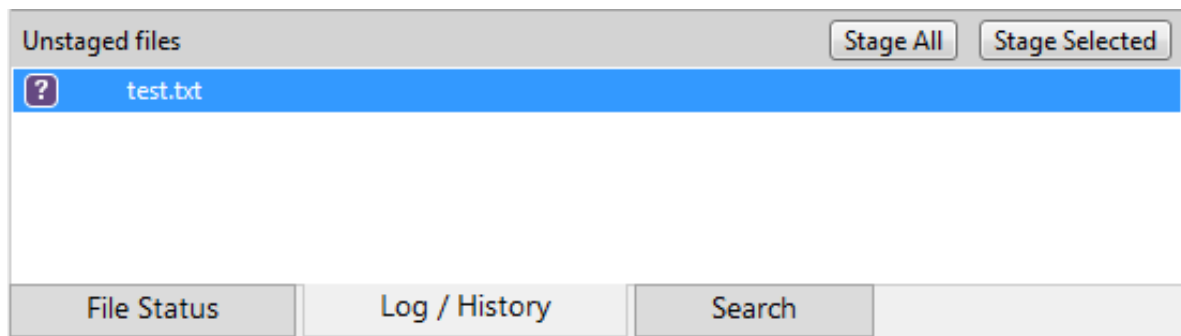 Unstaged files Stage All Stage Selected
? test.txt
File Status Log / History Search